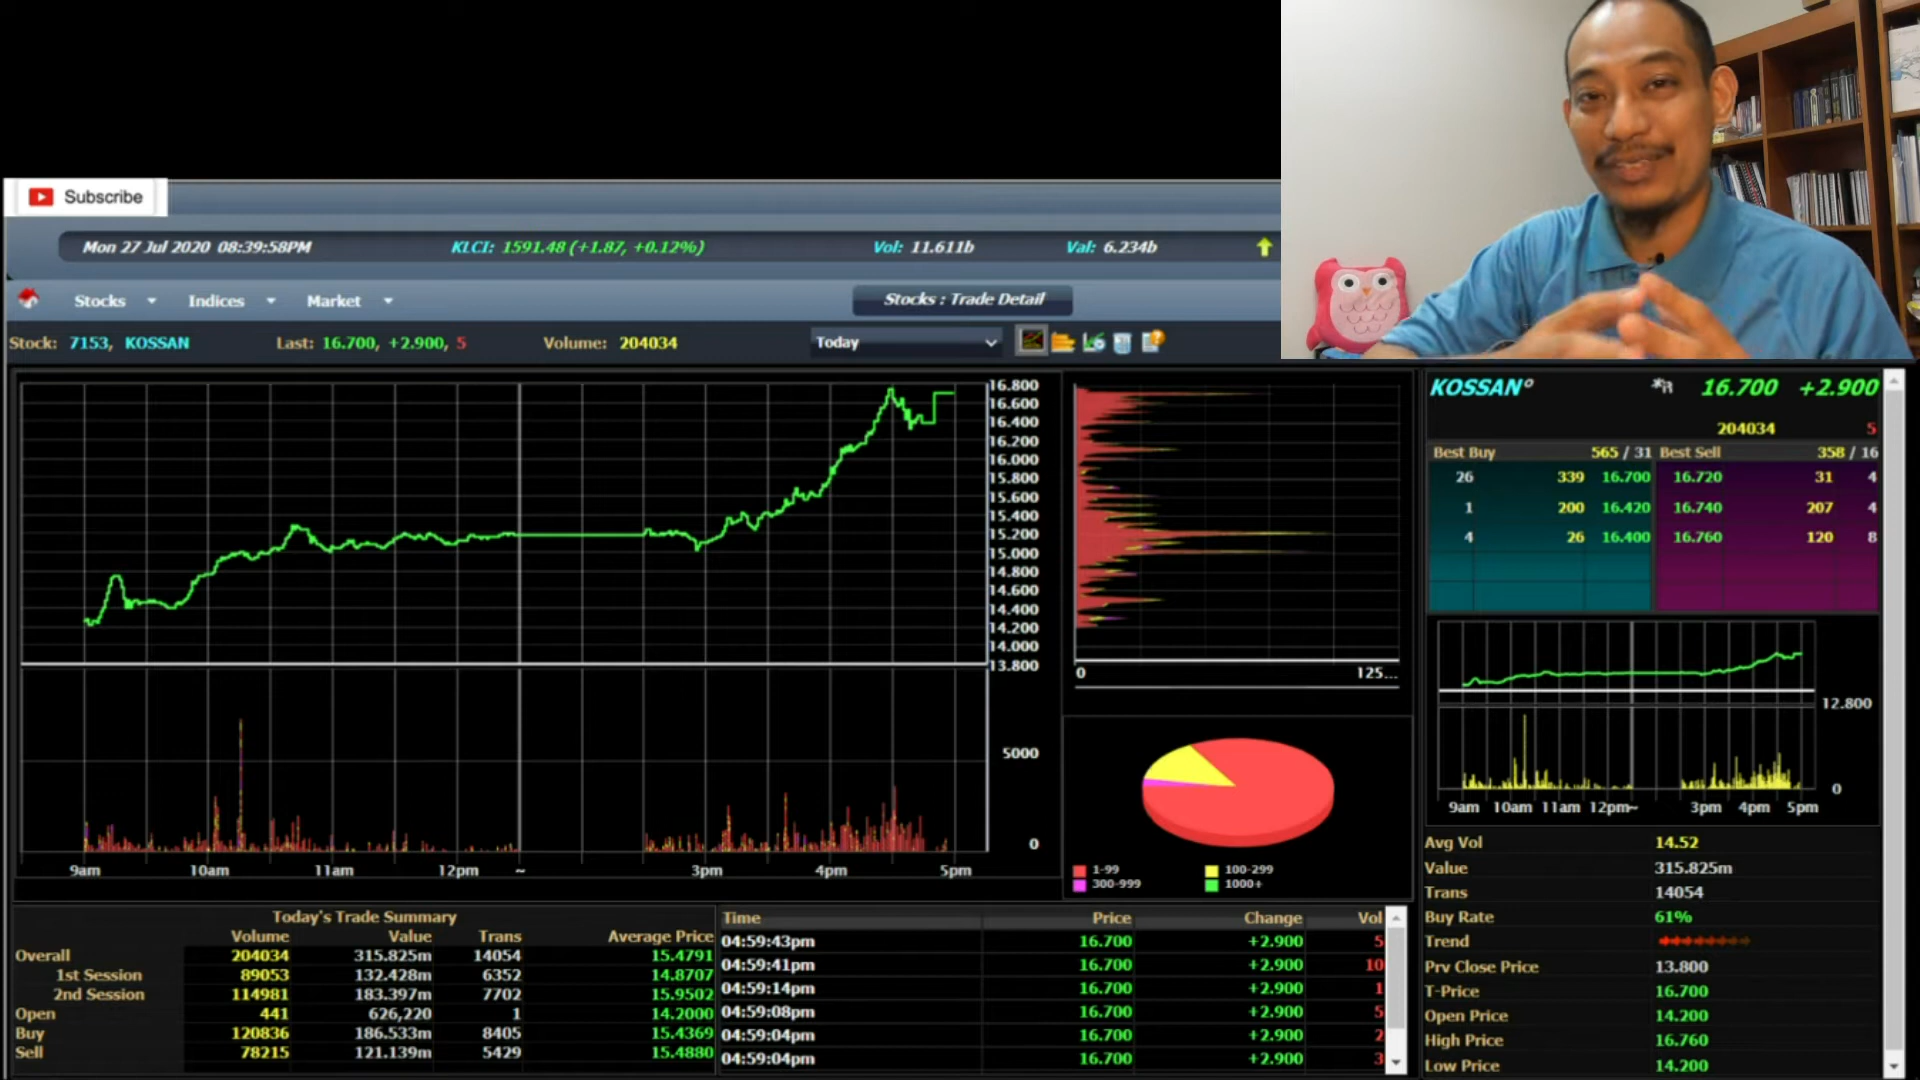 Subscribe
Mon 27 Jul 2020 08:39:58PM KLCI: 1591.48 (+1.87, +0.12%) Vol: 11.611b Val: 6.234b
Stocks Indices Market Stocks : Trade Detail
Stock: 7153, KOSSAN Last: 16.700, +2.900, 5 Volume: 204034 Today
16.800
16.600
16.400
16.200
16.000
15.800
15.600
15.400
15.200
15.000
14.800
14.600
14.400
14.200
14.000
13.800
5000
0
9am 10am 11am 12pm ~ 3pm 4pm 5pm
0 125...
1-99 100-299
300-999 1000+
KOSSAN° *R 16.700 +2.900
204034 5
Best Buy 565 / 31 Best Sell 358 / 16
26 339 16.700 16.720 31 4
1 200 16.420 16.740 207 4
4 26 16.400 16.760 120 8
12.800
0
9am 10am 11am 12pm~ 3pm 4pm 5pm
Avg Vol 14.52
Value 315.825m
Trans 14054
Buy Rate 61%
Trend
Prv Close Price 13.800
T-Price 16.700
Open Price 14.200
High Price 16.760
Low Price 14.200
Today's Trade Summary
Volume Value Trans Average Price
Overall 204034 315.825m 14054 15.4791
1st Session 89053 132.428m 6352 14.8707
2nd Session 114981 183.397m 7702 15.9502
Open 441 626,220 1 14.2000
Buy 120836 186.533m 8405 15.4369
Sell 78215 121.139m 5429 15.4880
Time Price Change Vol
04:59:43pm 16.700 +2.900 5
04:59:41pm 16.700 +2.900 10
04:59:14pm 16.700 +2.900 1
04:59:08pm 16.700 +2.900 5
04:59:04pm 16.700 +2.900 2
04:59:04pm 16.700 +2.900 3